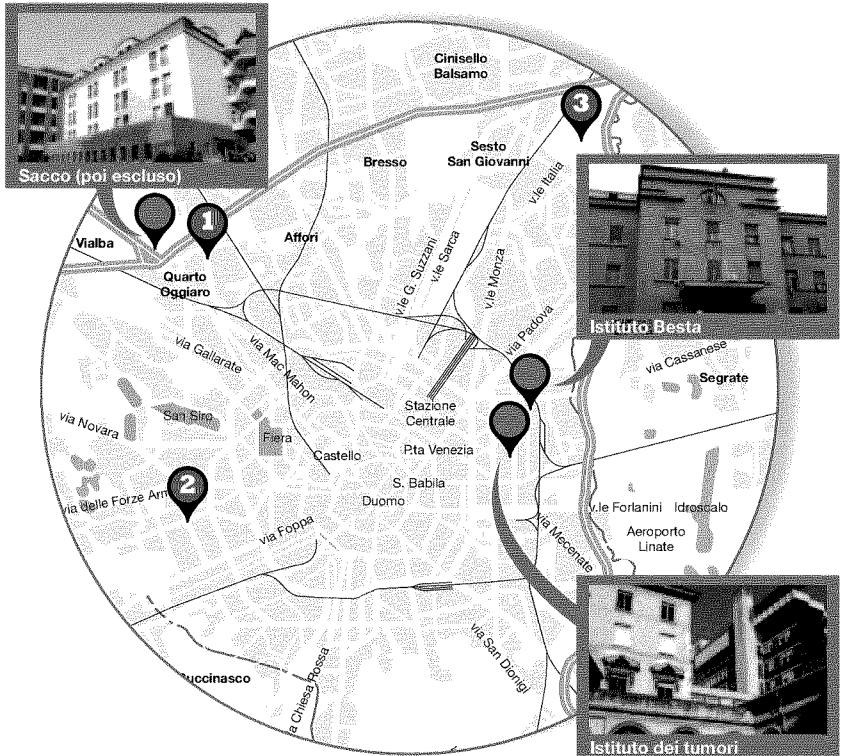 Cinisello
Balsamo
3
Sacco (poi escluso)
Sesto
San Giovanni
Bresso
v.le Italia
1
Vialba
Affori
Quarto
Oggiaro
v.le G. Suzzani
v.le Sarca
v.le Monza
Istituto Besta
via Padova
via Gallarate
via Mac Mahon
via Cassanese
Segrate
Stazione
Centrale
via Novara
San Siro
Fiera
Castello
P.ta Venezia
S. Babila
Duomo
2
via delle Forze Arm
via Foppa
v.le Forlanini
Idroscalo
Aeroporto
Linate
via Mecenate
via San Dionigi
uccinasco
a Chiesa Rossa
Istituto dei tumori